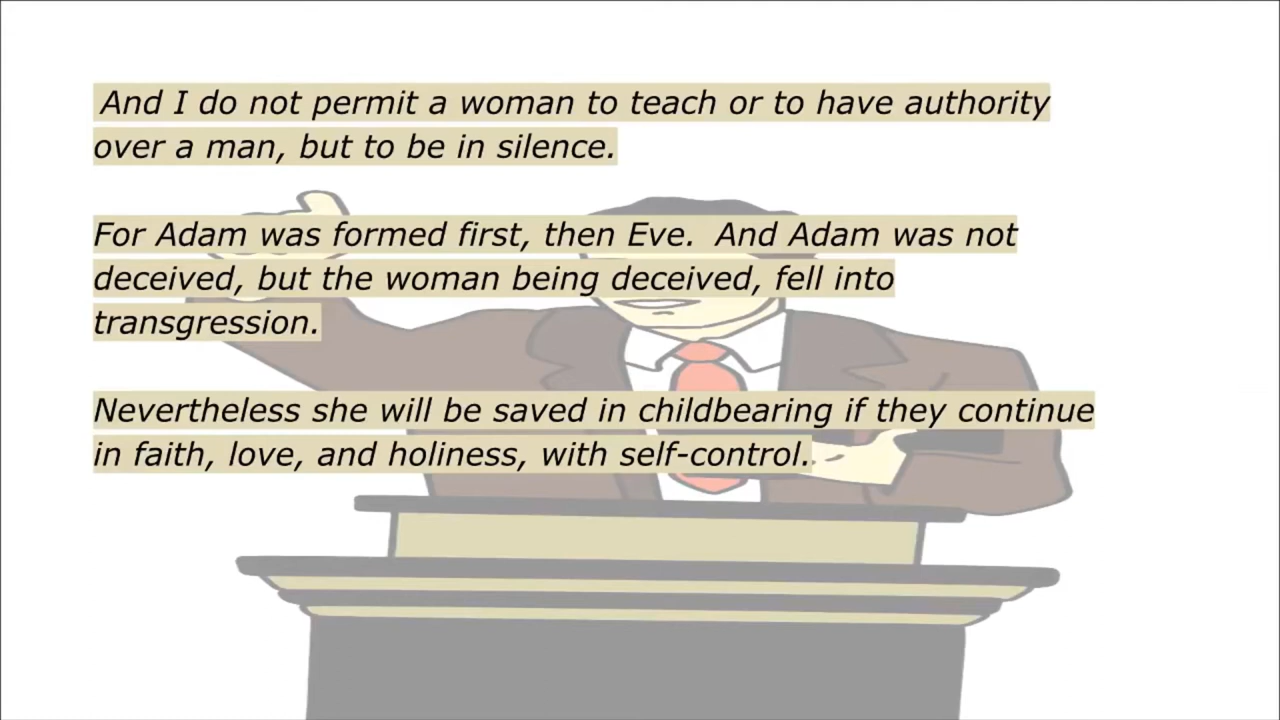 And I do not permit a woman to teach or to have authority
over a man, but to be in silence.
For Adam was formed first, then Eve. And Adam was not
deceived, but the woman being deceived, fell into
transgression.
Nevertheless she will be saved in childbearing if they continue
in faith, love, and holiness, with self-control.